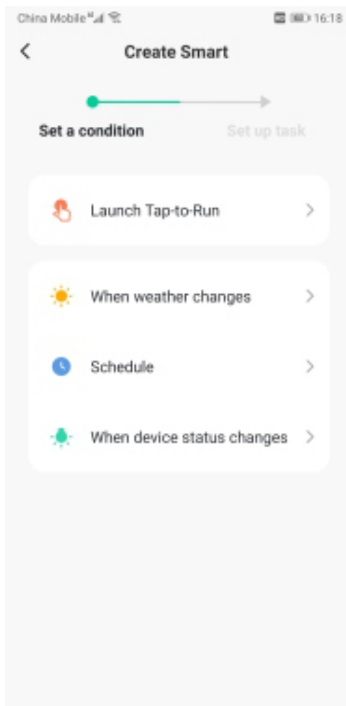 China Mobile 16:18
Create Smart
Set a condition Set up task
Launch Tap-to-Run
When weather changes
Schedule
When device status changes